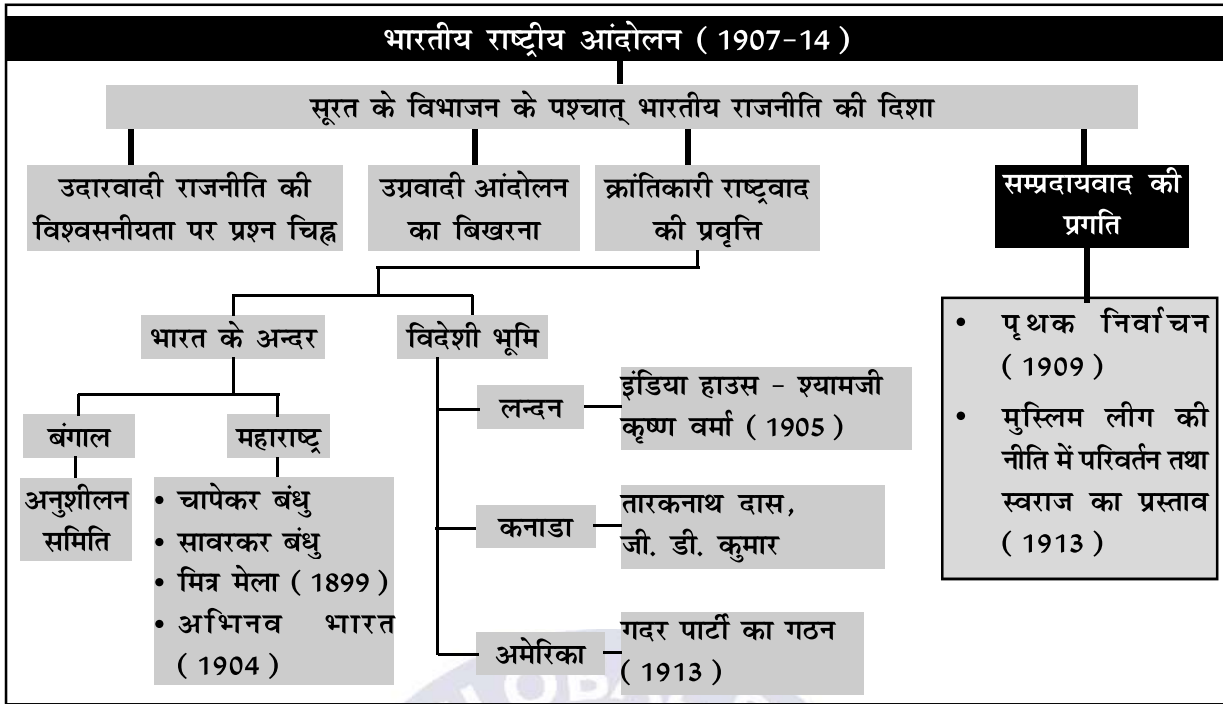 भारतीय राष्ट्रीय आंदोलन ( 1907-14 )
सूरत के विभाजन के पश्चात् भारतीय राजनीति की दिशा
उदारवादी राजनीति की
विश्वसनीयता पर प्रश्न चिह्न
उग्रवादी आंदोलन
का बिखरना
क्रांतिकारी राष्ट्रवाद
की प्रवृत्ति
सम्प्रदायवाद की
प्रगति
भारत के अन्दर
विदेशी भूमि
बंगाल
महाराष्ट्र
अनुशीलन
समिति
• चापेकर बंधु
• सावरकर बंधु
• मित्र मेला ( 1899 )
• अभिनव भारत
( 1904 )
लन्दन
इंडिया हाउस - श्यामजी
कृष्ण वर्मा ( 1905 )
कनाडा
तारकनाथ दास,
जी. डी. कुमार
अमेरिका
गदर पार्टी का गठन
( 1913 )
• पृथक निर्वाचन
( 1909 )
• मुस्लिम लीग की
नीति में परिवर्तन तथा
स्वराज का प्रस्ताव
( 1913 )